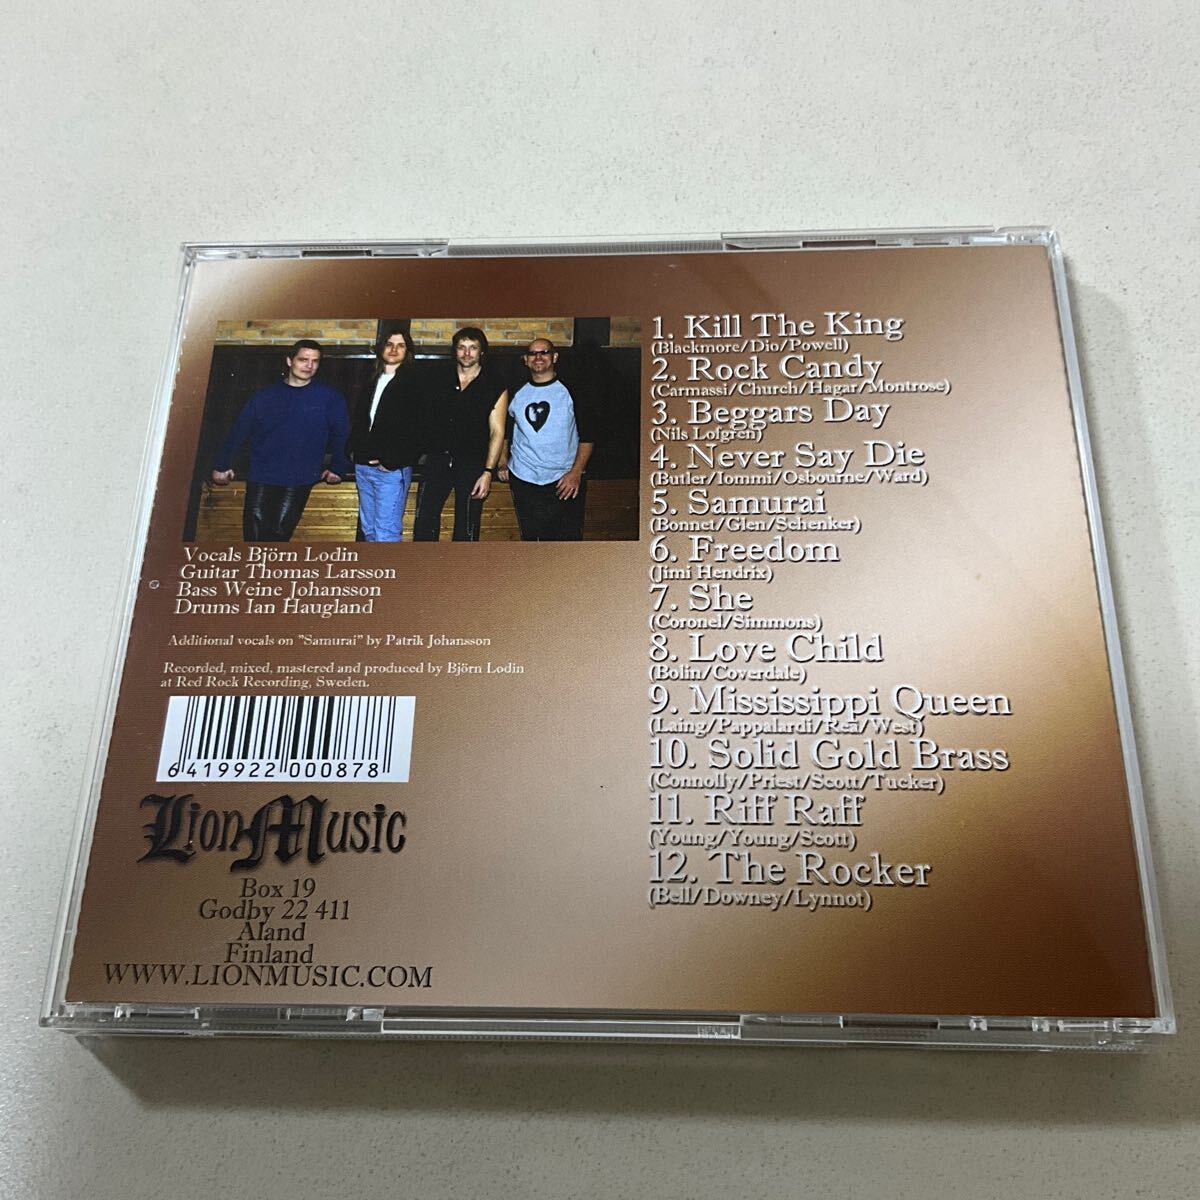 Vocals Björn Lodin
Guitar Thomas Larsson
Bass Weine Johansson
Drums Ian Haugland
Additional vocals on "Samurai" by Patrik Johansson
Recorded, mixed, mastered and produced by Björn Lodin
at Red Rock Recording, Sweden.
6 419922 000878
Lion Music
Box 19
Godby 22 411
Aland
Finland
WWW.LIONMUSIC.COM
1. Kill The King
(Blackmore/Dio/Powell)
2. Rock Candy
(Carmassi/Church/Hagar/Montrose)
3. Beggars Day
(Nils Lofgren)
4. Never Say Die
(Butler/Iommi/Osbourne/Ward)
5. Samurai
(Bonnet/Glen/Schenker)
6. Freedom
(Jimi Hendrix)
7. She
(Coronel/Simmons)
8. Love Child
(Bolin/Coverdale)
9. Mississippi Queen
(Laing/Pappalardi/Rea/West)
10. Solid Gold Brass
(Connolly/Priest/Scott/Tucker)
11. Riff Raff
(Young/Young/Scott)
12. The Rocker
(Bell/Downey/Lynnot)